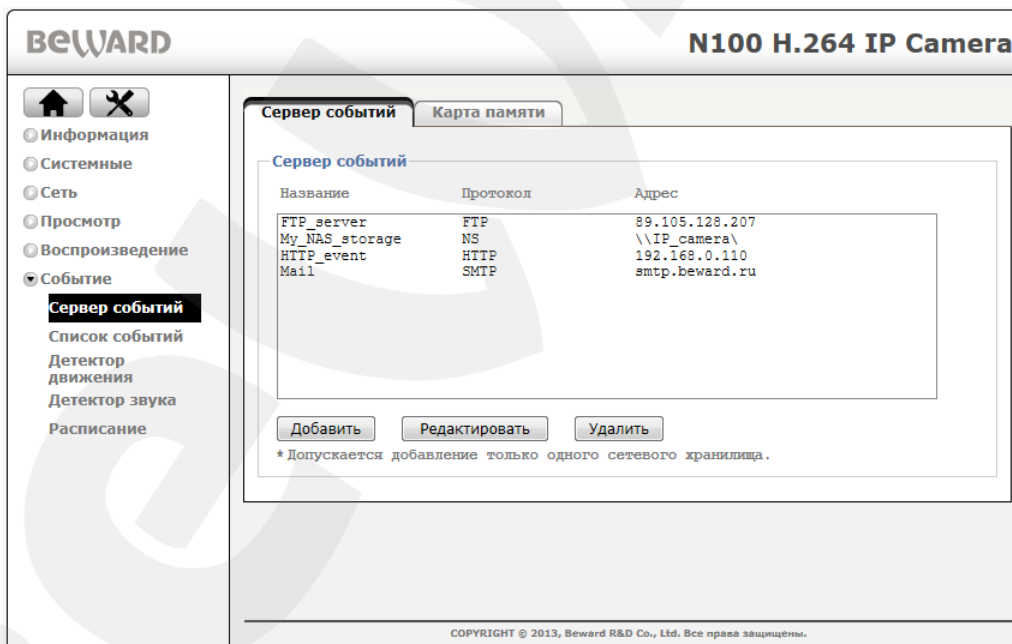 BEWARD
N100 H.264 IP Camera
Информация
Системные
Сеть
Просмотр
Воспроизведение
Событие
Сервер событий
Список событий
Детектор
движения
Детектор звука
Расписание
Сервер событий Карта памяти
Сервер событий
Название Протокол Адрес
FTP_server FTP 89.105.128.207
My_NAS_storage NS \\IP_camera\
HTTP_event HTTP 192.168.0.110
Mail SMTP smtp.beward.ru
Добавить Редактировать Удалить
* Допускается добавление только одного сетевого хранилища.
COPYRIGHT © 2013, Beward R&D Co., Ltd. Все права защищены.